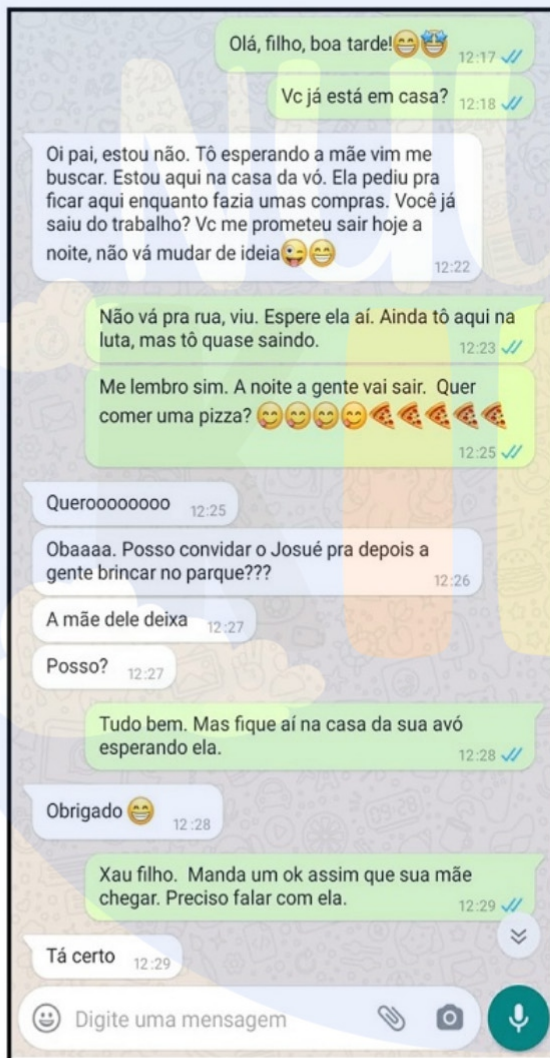 Olá, filho, boa tarde!😁🤩
12:17
Vc já está em casa? 12:18
Oi pai, estou não. Tô esperando a mãe vim me
buscar. Estou aqui na casa da vó. Ela pediu pra
ficar aqui enquanto fazia umas compras. Você já
saiu do trabalho? Vc me prometeu sair hoje a
noite, não vá mudar de ideia😜😁
12:22
Não vá pra rua, viu. Espere ela aí. Ainda tô aqui na
luta, mas tô quase saindo.
12:23
Me lembro sim. A noite a gente vai sair. Quer
comer uma pizza? 😋😋😋😋🍕🍕🍕🍕🍕
12:25
Querooooooooo 12:25
Obaaaa. Posso convidar o Josué pra depois a
gente brincar no parque???
12:26
A mãe dele deixa 12:27
Posso? 12:27
Tudo bem. Mas fique aí na casa da sua avó
esperando ela.
12:28
Obrigado 😁 12:28
Xau filho. Manda um ok assim que sua mãe
chegar. Preciso falar com ela.
12:29
Tá certo 12:29
Digite uma mensagem